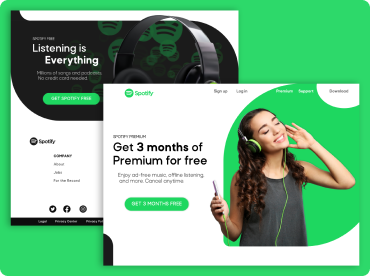 SPOTIFY FREE
Listening is
Everything
Millions of songs and podcasts.
No credit card needed.
GET SPOTIFY FREE
Spotify
COMPANY
About
Jobs
For the Record
Legal Privacy Center Privacy
Spotify
Sign up Log in Premium Support Download
SPOTIFY PREMIUM
Get 3 months of
Premium for free
Enjoy ad-free music, offline listening,
and more. Cancel anytime.
GET 3 MONTHS FREE